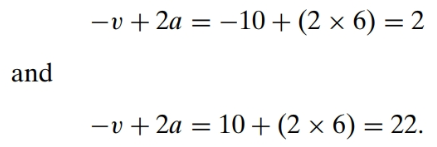 −v + 2a = −10 + (2 × 6) = 2
and
−v + 2a = 10 + (2 × 6) = 22.